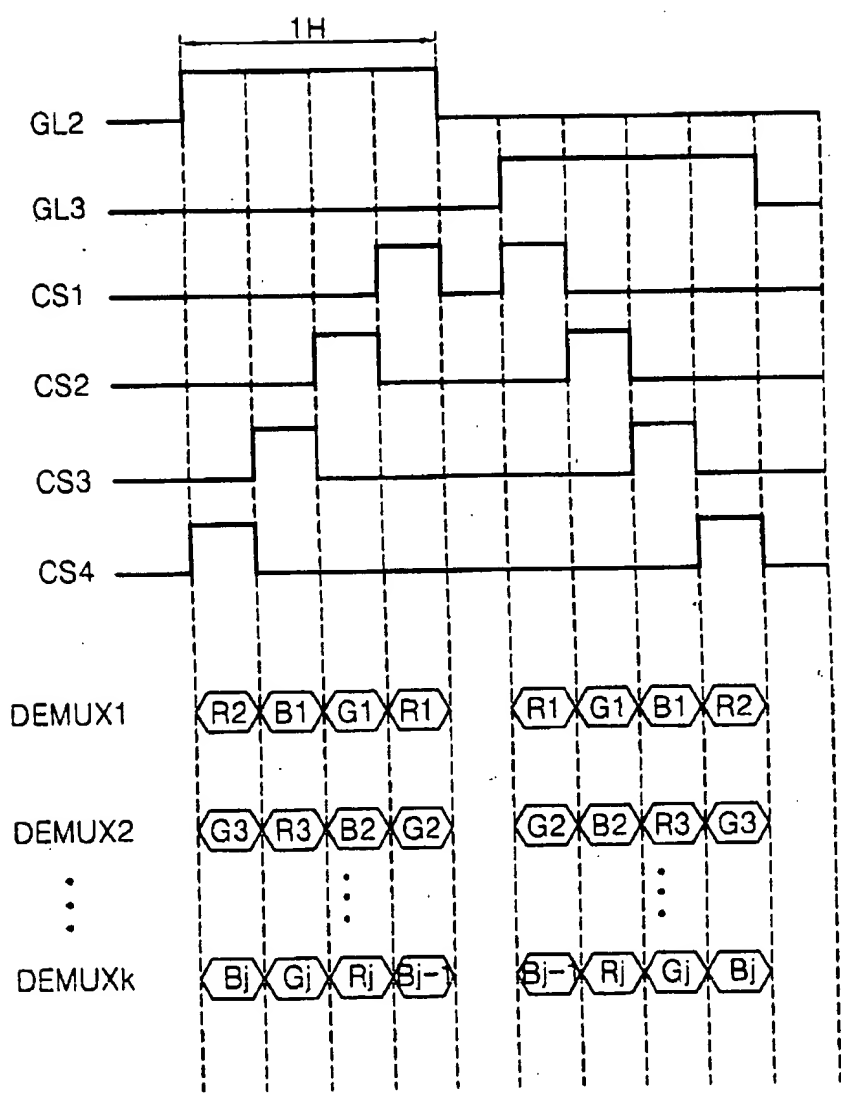 1H
GL2
GL3
CS1
CS2
CS3
CS4
DEMUX1 R2 B1 G1 R1 R1 G1 B1 R2
DEMUX2 G3 R3 B2 G2 G2 B2 R3 G3
DEMUXk Bj Gj Rj Bj-1 Bj-1 Rj Gj Bj